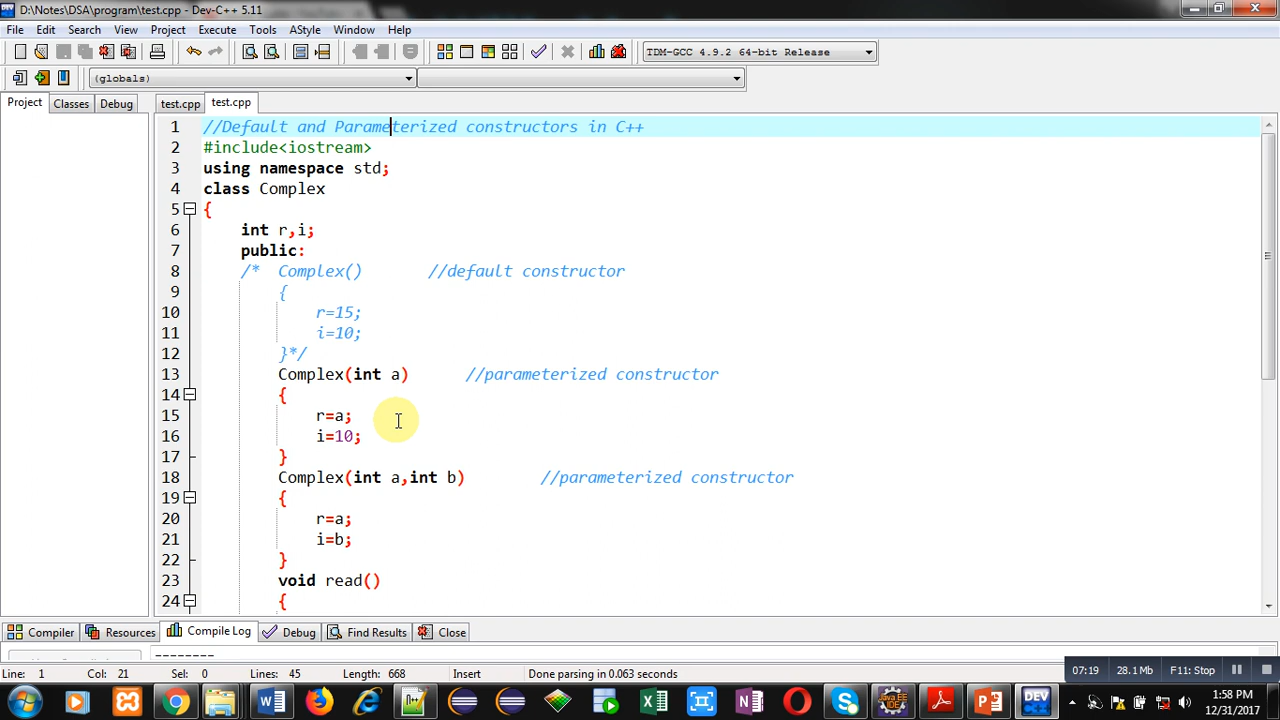 D:\Notes\DSA\program\test.cpp - Dev-C++ 5.11
File Edit Search View Project Execute Tools AStyle Window Help
TDM-GCC 4.9.2 64-bit Release
(globals)
Project Classes Debug test.cpp test.cpp
1 //Default and Parameterized constructors in C++
2 #include<iostream>
3 using namespace std;
4 class Complex
5 {
6 int r,i;
7 public:
8 /* Complex() //default constructor
9 {
10 r=15;
11 i=10;
12 }*/
13 Complex(int a) //parameterized constructor
14 {
15 r=a;
16 i=10;
17 }
18 Complex(int a,int b) //parameterized constructor
19 {
20 r=a;
21 i=b;
22 }
23 void read()
24 {
Compiler Resources Compile Log Debug Find Results Close
--------
Line: 1 Col: 21 Sel: 0 Lines: 45 Length: 668 Insert Done parsing in 0.063 seconds
07:19 28.1 Mb F11: Stop
1:58 PM
12/31/2017